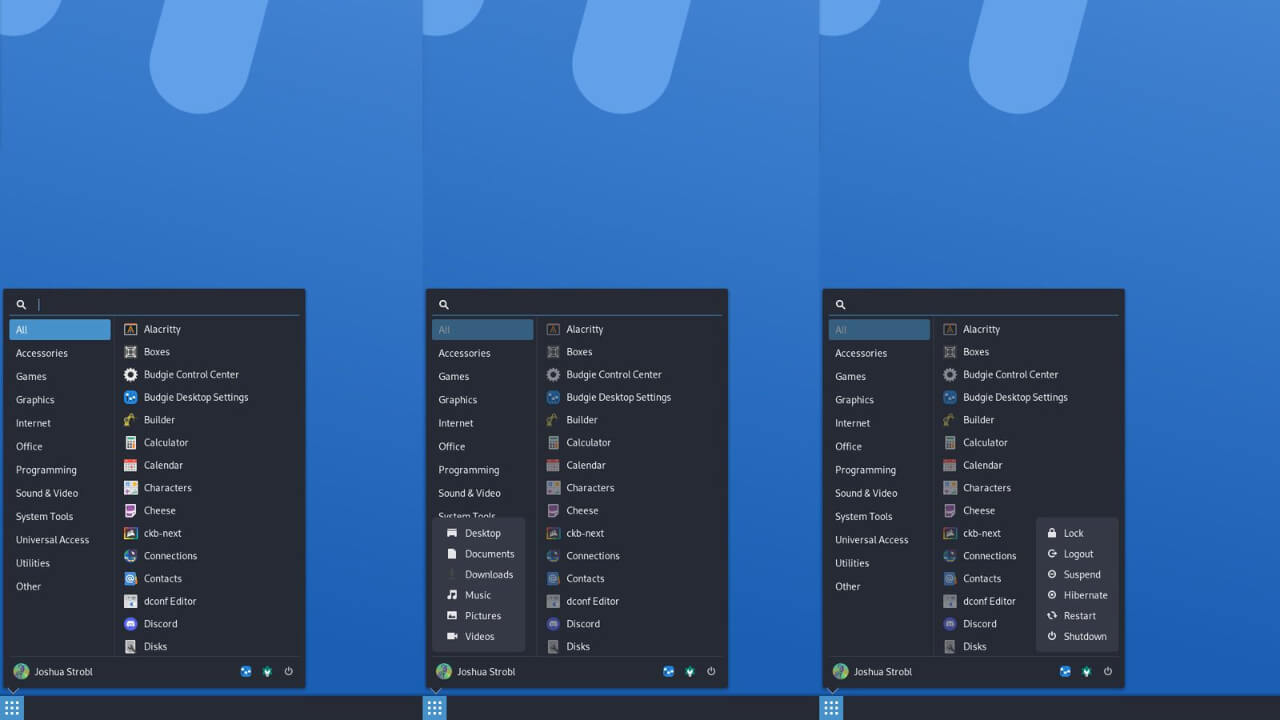 All
Accessories
Games
Graphics
Internet
Office
Programming
Sound & Video
System Tools
Universal Access
Utilities
Other
Alacritty
Boxes
Budgie Control Center
Budgie Desktop Settings
Builder
Calculator
Calendar
Characters
Cheese
ckb-next
Connections
Contacts
dconf Editor
Discord
Disks
Joshua Strobl
All
Accessories
Games
Graphics
Internet
Office
Programming
Sound & Video
System Tools
Desktop
Documents
Downloads
Music
Pictures
Videos
Alacritty
Boxes
Budgie Control Center
Budgie Desktop Settings
Builder
Calculator
Calendar
Characters
Cheese
ckb-next
Connections
Contacts
dconf Editor
Discord
Disks
Joshua Strobl
All
Accessories
Games
Graphics
Internet
Office
Programming
Sound & Video
System Tools
Universal Access
Utilities
Other
Alacritty
Boxes
Budgie Control Center
Budgie Desktop Settings
Builder
Calculator
Calendar
Characters
Cheese
ckb-next
Connections
Contacts
dconf Editor
Discord
Disks
Lock
Logout
Suspend
Hibernate
Restart
Shutdown
Joshua Strobl